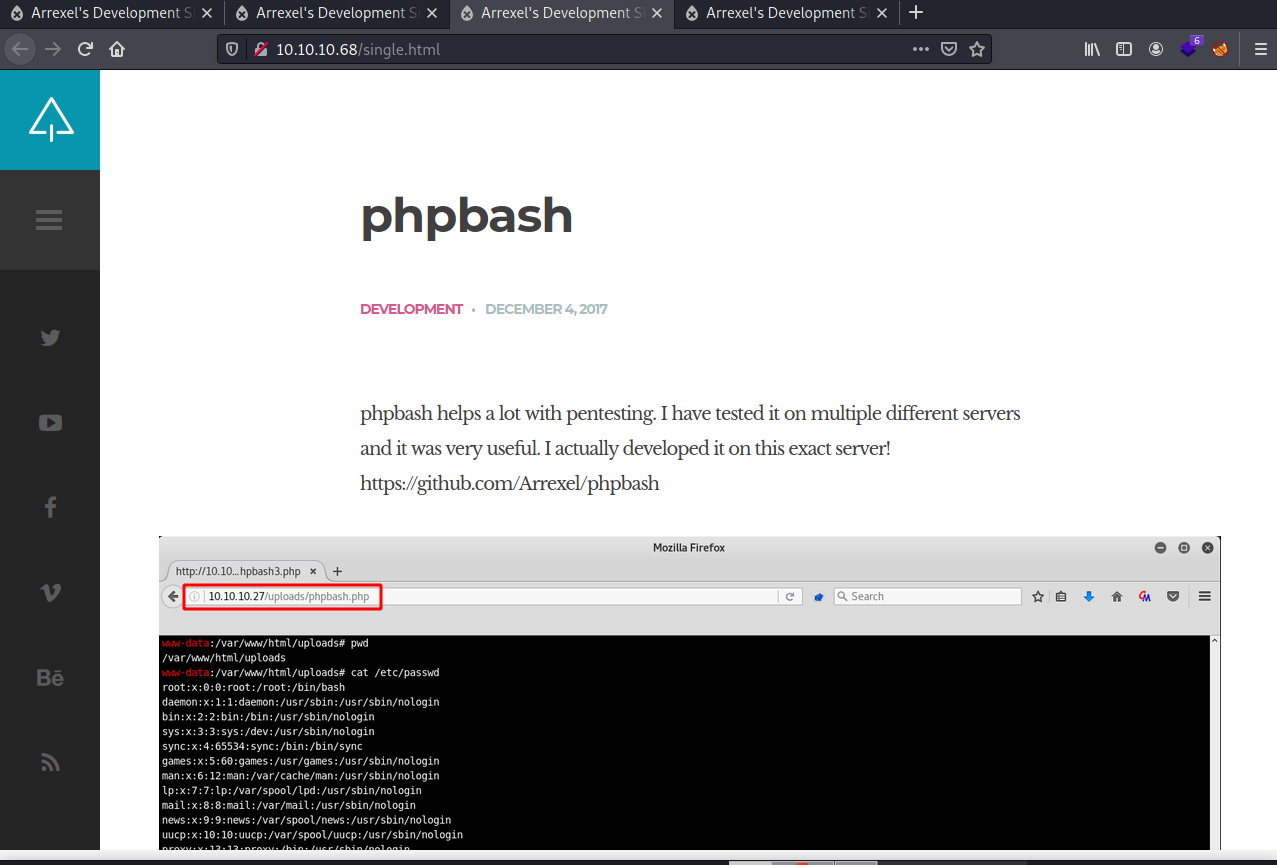 Arrexel's Development S
Arrexel's Development S
Arrexel's Development S
Arrexel's Development S
10.10.10.68/single.html
6
phpbash
DEVELOPMENT • DECEMBER 4, 2017
phpbash helps a lot with pentesting. I have tested it on multiple different servers
and it was very useful. I actually developed it on this exact server!
https://github.com/Arrexel/phpbash
Mozilla Firefox
http://10.10...hpbash3.php
10.10.10.27/uploads/phpbash.php
Search
www-data:/var/www/html/uploads# pwd
/var/www/html/uploads
www-data:/var/www/html/uploads# cat /etc/passwd
root:x:0:0:root:/root:/bin/bash
daemon:x:1:1:daemon:/usr/sbin:/usr/sbin/nologin
bin:x:2:2:bin:/bin:/usr/sbin/nologin
sys:x:3:3:sys:/dev:/usr/sbin/nologin
sync:x:4:65534:sync:/bin:/bin/sync
games:x:5:60:games:/usr/games:/usr/sbin/nologin
man:x:6:12:man:/var/cache/man:/usr/sbin/nologin
lp:x:7:7:lp:/var/spool/lpd:/usr/sbin/nologin
mail:x:8:8:mail:/var/mail:/usr/sbin/nologin
news:x:9:9:news:/var/spool/news:/usr/sbin/nologin
uucp:x:10:10:uucp:/var/spool/uucp:/usr/sbin/nologin
proxy:x:13:13:proxy:/bin:/usr/sbin/nologin